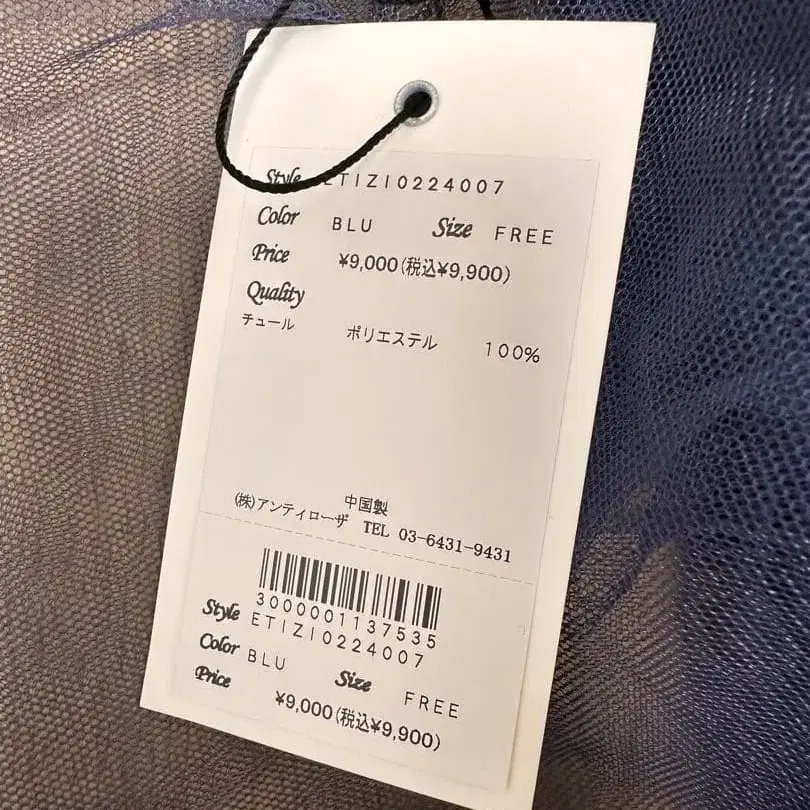 Style ETIZI0224007
Color BLU Size FREE
Price ¥9,000(税込¥9,900)
Quality
チュール ポリエステル 100%
中国製
(株)アンティローザ TEL 03-6431-9431
3000001137535
Style ETIZI0224007
Color BLU Size FREE
Price ¥9,000(税込¥9,900)